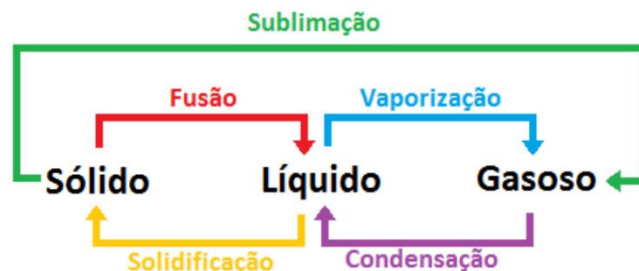 Sublimação
Fusão Vaporização
Sólido Líquido Gasoso
Solidificação Condensação